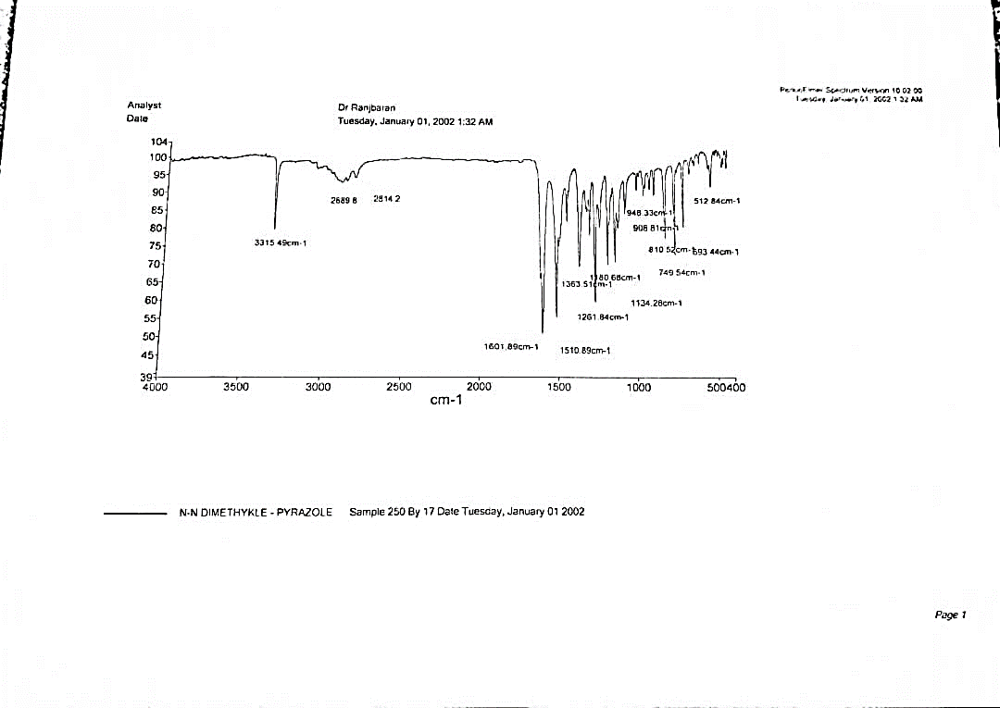 PerkinElmer Spectrum Version 10.02.00
Tuesday, January 01, 2002 1:32 AM
Analyst
Date
Dr Ranjbaran
Tuesday, January 01, 2002 1:32 AM
104
100
95
90
85
80
75
70
65
60
55
50
45
39
2889.8
2814.2
3315.49cm-1
512.84cm-1
948.33cm-1
908.81cm-1
810.52cm-1
693.44cm-1
749.54cm-1
1180.68cm-1
1363.51cm-1
1134.28cm-1
1261.84cm-1
1601.89cm-1
1510.89cm-1
4000
3500
3000
2500
2000
1500
1000
500400
cm-1
N-N DIMETHYKLE - PYRAZOLE Sample 250 By 17 Date Tuesday, January 01 2002
Page 1